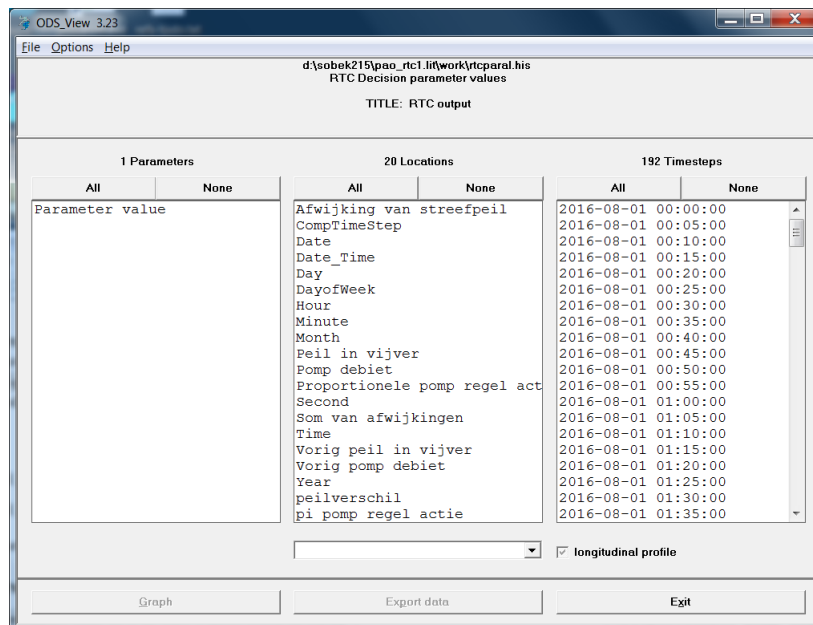 ODS_View 3.23
File Options Help
d:\sobek215\pao_rtc1.lit\work\rtcparal.his
RTC Decision parameter values
TITLE: RTC output
1 Parameters
All None
Parameter value
20 Locations
All None
Afwijking van streefpeil
CompTimeStep
Date
Date_Time
Day
DayofWeek
Hour
Minute
Month
Peil in vijver
Pomp debiet
Proportionele pomp regel act
Second
Som van afwijkingen
Time
Vorig peil in vijver
Vorig pomp debiet
Year
peilverschil
pi pomp regel actie
192 Timesteps
All None
2016-08-01 00:00:00
2016-08-01 00:05:00
2016-08-01 00:10:00
2016-08-01 00:15:00
2016-08-01 00:20:00
2016-08-01 00:25:00
2016-08-01 00:30:00
2016-08-01 00:35:00
2016-08-01 00:40:00
2016-08-01 00:45:00
2016-08-01 00:50:00
2016-08-01 00:55:00
2016-08-01 01:00:00
2016-08-01 01:05:00
2016-08-01 01:10:00
2016-08-01 01:15:00
2016-08-01 01:20:00
2016-08-01 01:25:00
2016-08-01 01:30:00
2016-08-01 01:35:00
longitudinal profile
Graph Export data Exit